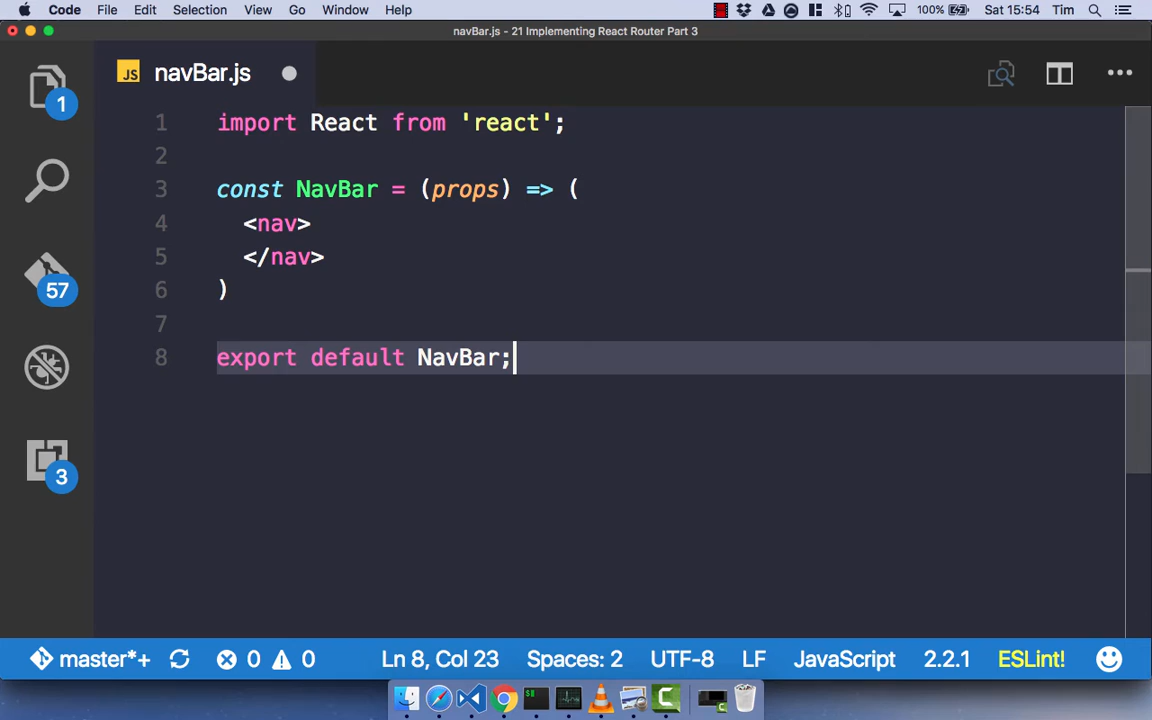 Code File Edit Selection View Go Window Help 100% Sat 15:54 Tim
navBar.js - 21 Implementing React Router Part 3
JS navBar.js
1 import React from 'react';
2
3 const NavBar = (props) => (
4 <nav>
5 </nav>
6 )
7
8 export default NavBar;
1
57
3
master*+ 0 0 Ln 8, Col 23 Spaces: 2 UTF-8 LF JavaScript 2.2.1 ESLint!